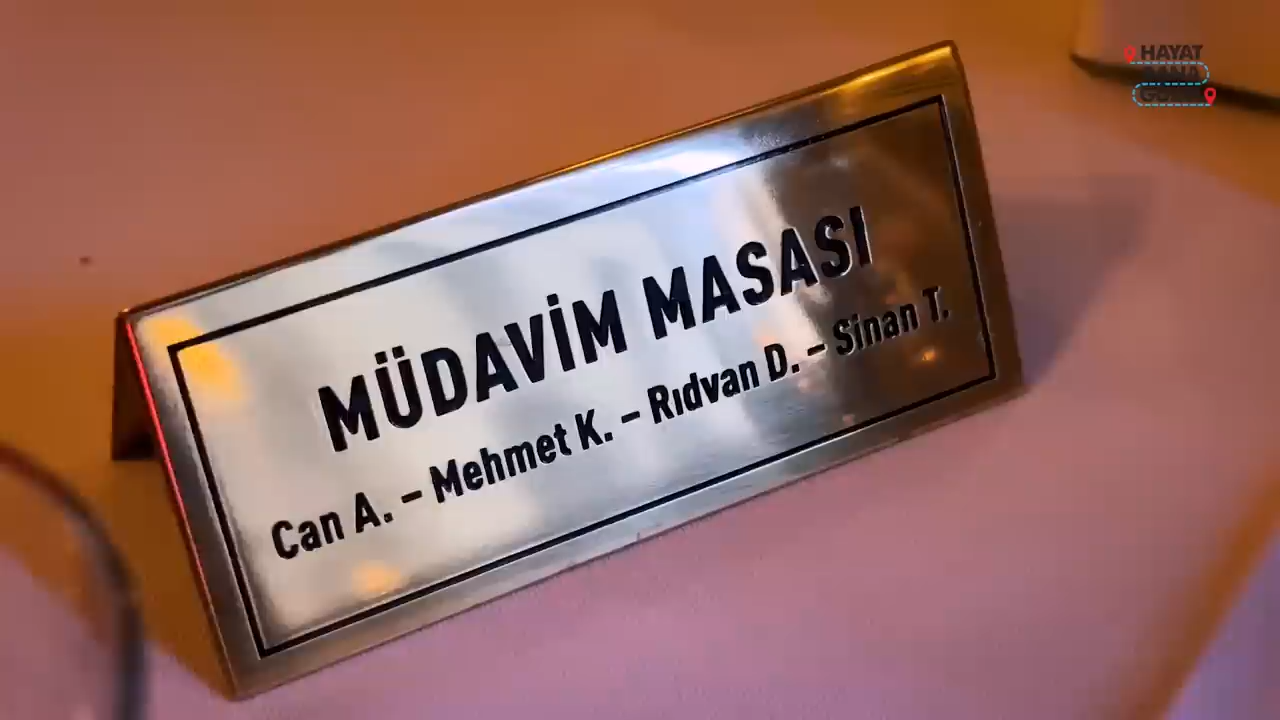 HAYAT
MÜDAVİM MASASI
Can A. – Mehmet K. – Rıdvan D. – Sinan T.